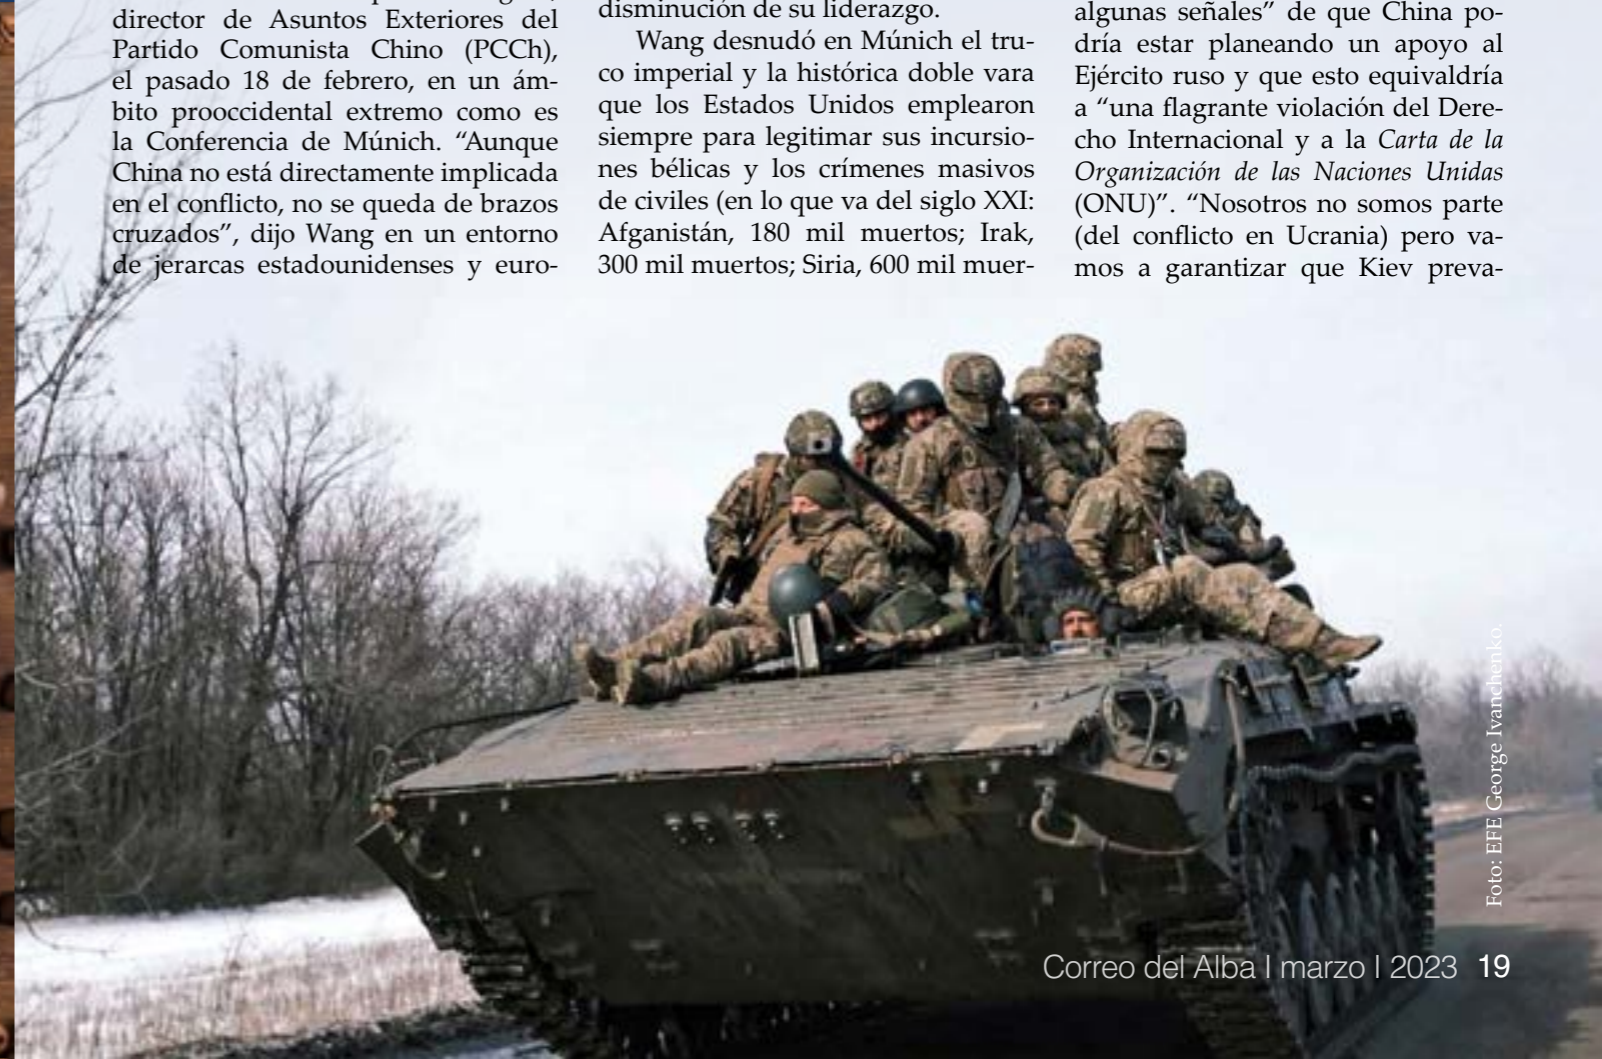 director de Asuntos Exteriores del
Partido Comunista Chino (PCCh),
el pasado 18 de febrero, en un ám-
bito prooccidental extremo como es
la Conferencia de Múnich. “Aunque
China no está directamente implicada
en el conflicto, no se queda de brazos
cruzados”, dijo Wang en un entorno
de jerarcas estadounidenses y euro-
disminución de su liderazgo.
Wang desnudó en Múnich el tru-
co imperial y la histórica doble vara
que los Estados Unidos emplearon
siempre para legitimar sus incursio-
nes bélicas y los crímenes masivos
de civiles (en lo que va del siglo XXI:
Afganistán, 180 mil muertos; Irak,
300 mil muertos; Siria, 600 mil muer-
algunas señales” de que China po-
dría estar planeando un apoyo al
Ejército ruso y que esto equivaldría
a “una flagrante violación del Dere-
cho Internacional y a la Carta de la
Organización de las Naciones Unidas
(ONU)”. “Nosotros no somos parte
(del conflicto en Ucrania) pero va-
mos a garantizar que Kiev preva-
Foto: EFE George Ivanchenko.
Correo del Alba | marzo | 2023 19